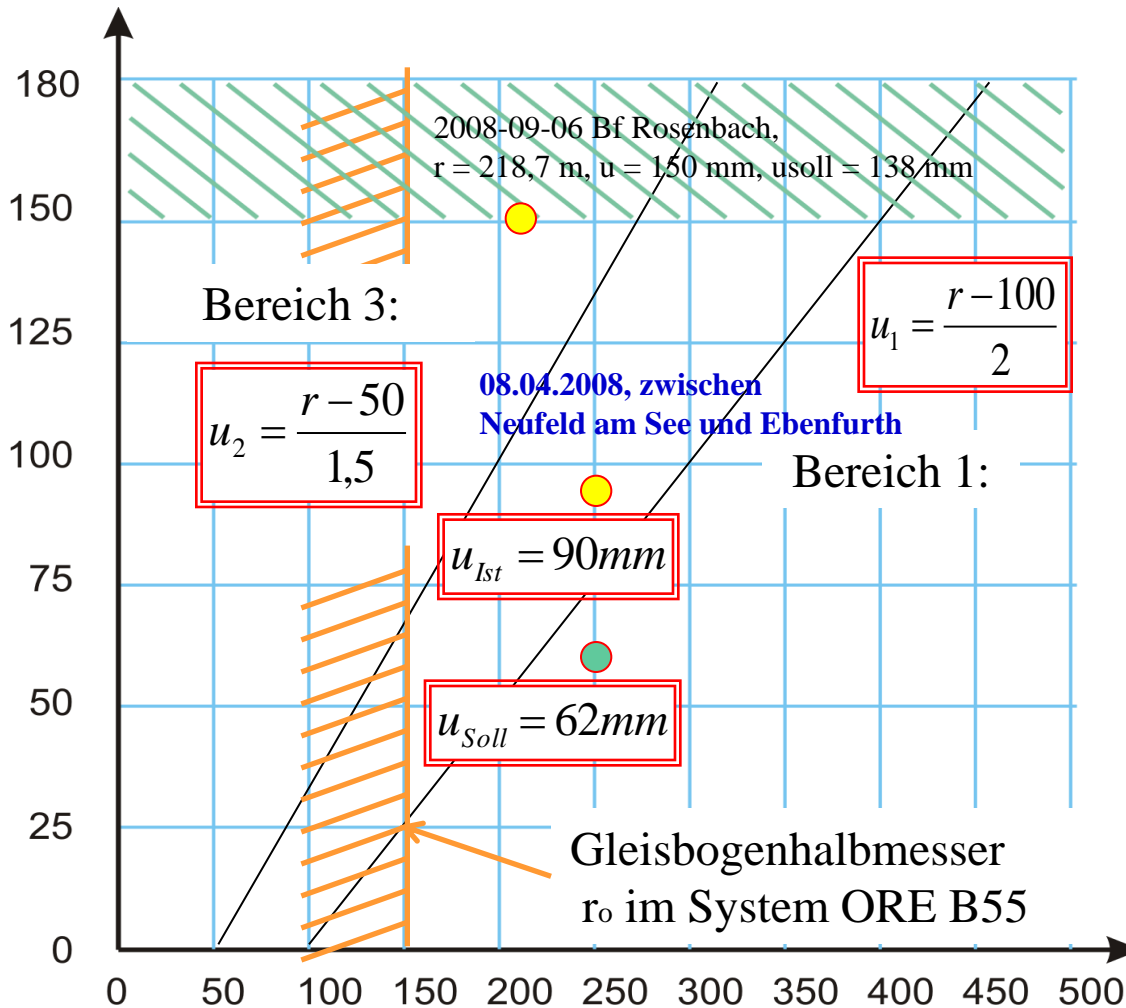 180
2008-09-06 Bf Rosenbach,
r = 218,7 m, u = 150 mm, usoll = 138 mm
150
Bereich 3:
u₁ = (r − 100) / 2
125
08.04.2008, zwischen
Neufeld am See und Ebenfurth
u₂ = (r − 50) / 1,5
100
Bereich 1:
u_Ist = 90mm
75
50
u_Soll = 62mm
25
Gleisbogenhalbmesser
r₀ im System ORE B55
0
0 50 100 150 200 250 300 350 400 450 500